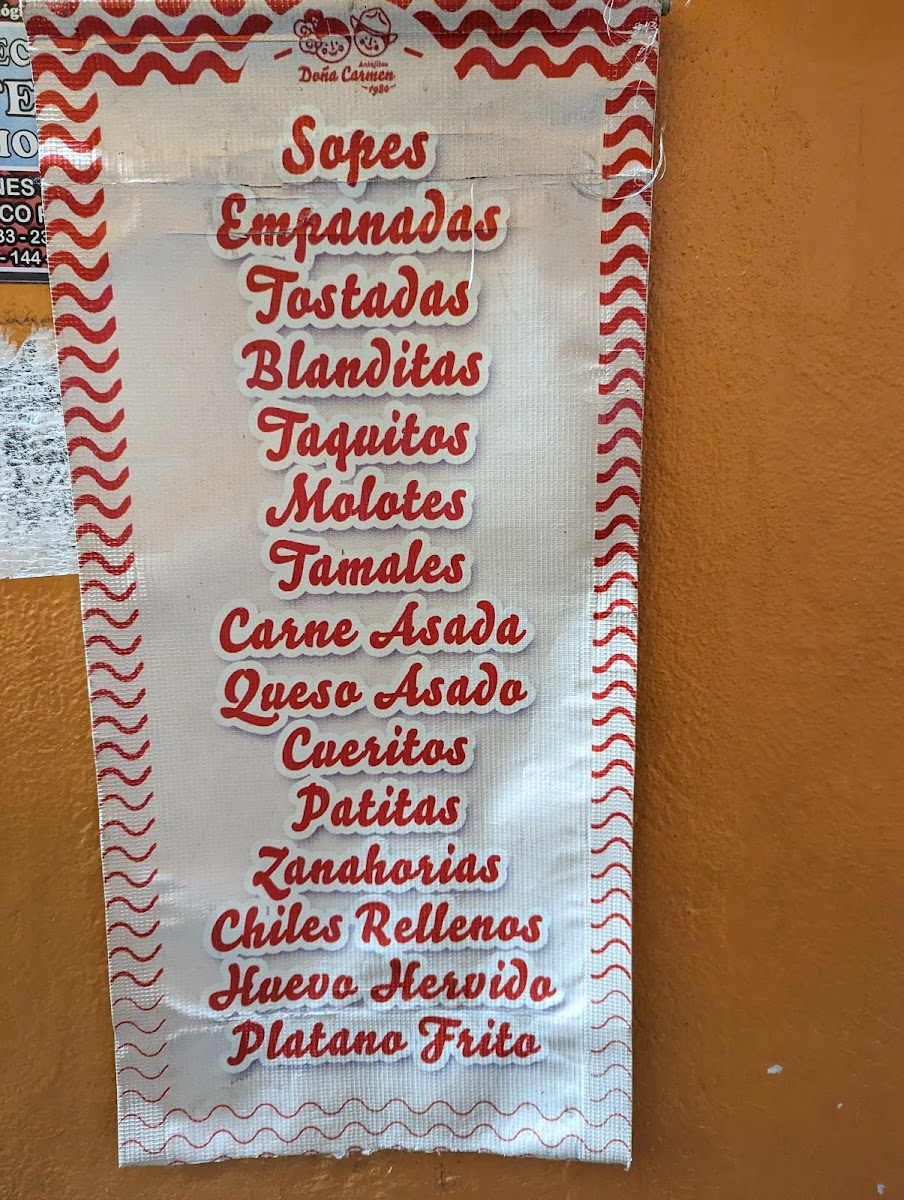 Antojitos
Doña Carmen
1980
Sopes
Empanadas
Tostadas
Blanditas
Taquitos
Molotes
Tamales
Carne Asada
Queso Asado
Cueritos
Patitas
Zanahorias
Chiles Rellenos
Huevo Hervido
Platano Frito